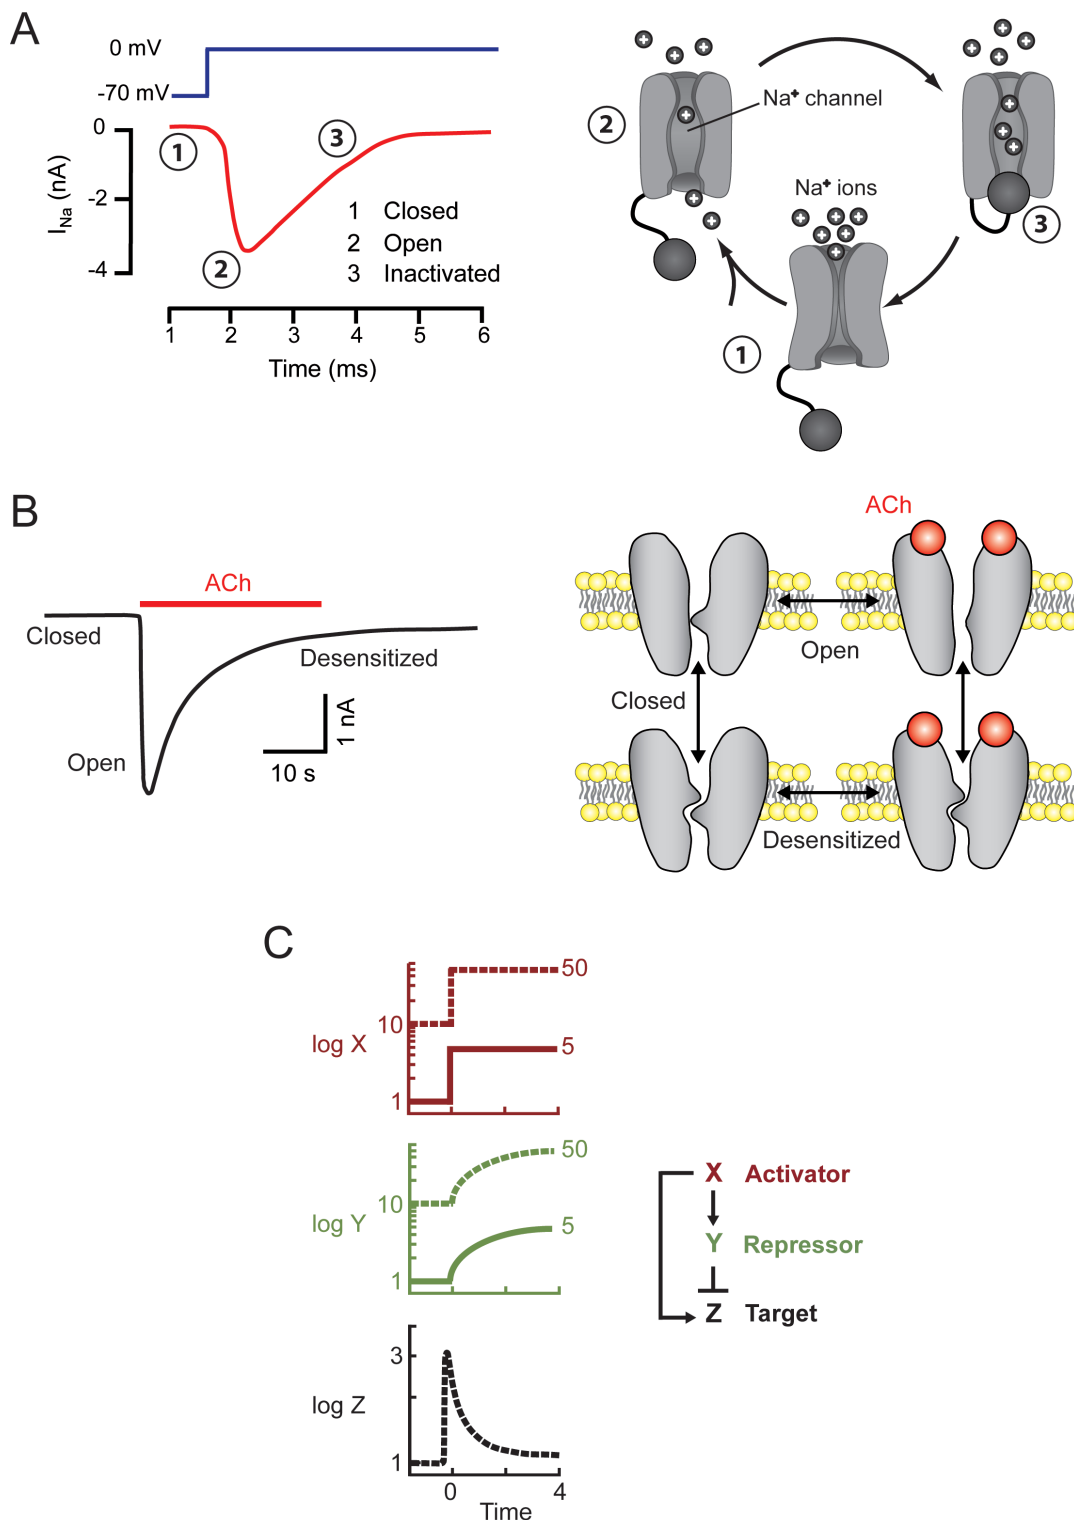 A
0 mV
-70 mV
0
-2
-4
I_Na (nA)
1
2
3
1 Closed
2 Open
3 Inactivated
1 2 3 4 5 6
Time (ms)
2
Na+ channel
Na+ ions
3
1
B
ACh
Closed
Desensitized
Open
1 nA
10 s
ACh
Open
Closed
Desensitized
C
50
10
log X
5
1
50
10
log Y
5
1
X Activator
Y Repressor
Z Target
3
log Z
1
0 4
Time